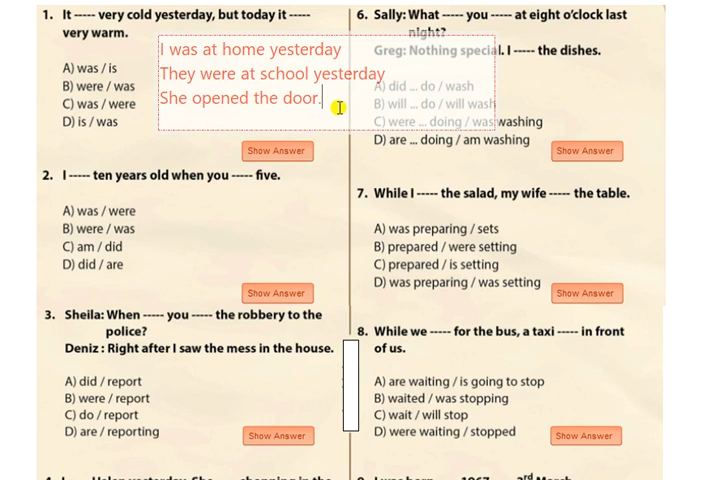 1. It ----- very cold yesterday, but today it -----
very warm.
I was at home yesterday
They were at school yesterday
She opened the door.
A) was / is
B) were / was
C) was / were
D) is / was
Show Answer
2. I ----- ten years old when you ----- five.
A) was / were
B) were / was
C) am / did
D) did / are
Show Answer
3. Sheila: When ----- you ----- the robbery to the
police?
Deniz : Right after I saw the mess in the house.
A) did / report
B) were / report
C) do / report
D) are / reporting
Show Answer
6. Sally: What ----- you ----- at eight o'clock last
night?
Greg: Nothing special. I ----- the dishes.
A) did ... do / wash
B) will ... do / will wash
C) were ... doing / was washing
D) are ... doing / am washing
Show Answer
7. While I ----- the salad, my wife ----- the table.
A) was preparing / sets
B) prepared / were setting
C) prepared / is setting
D) was preparing / was setting
Show Answer
8. While we ----- for the bus, a taxi ----- in front
of us.
A) are waiting / is going to stop
B) waited / was stopping
C) wait / will stop
D) were waiting / stopped
Show Answer